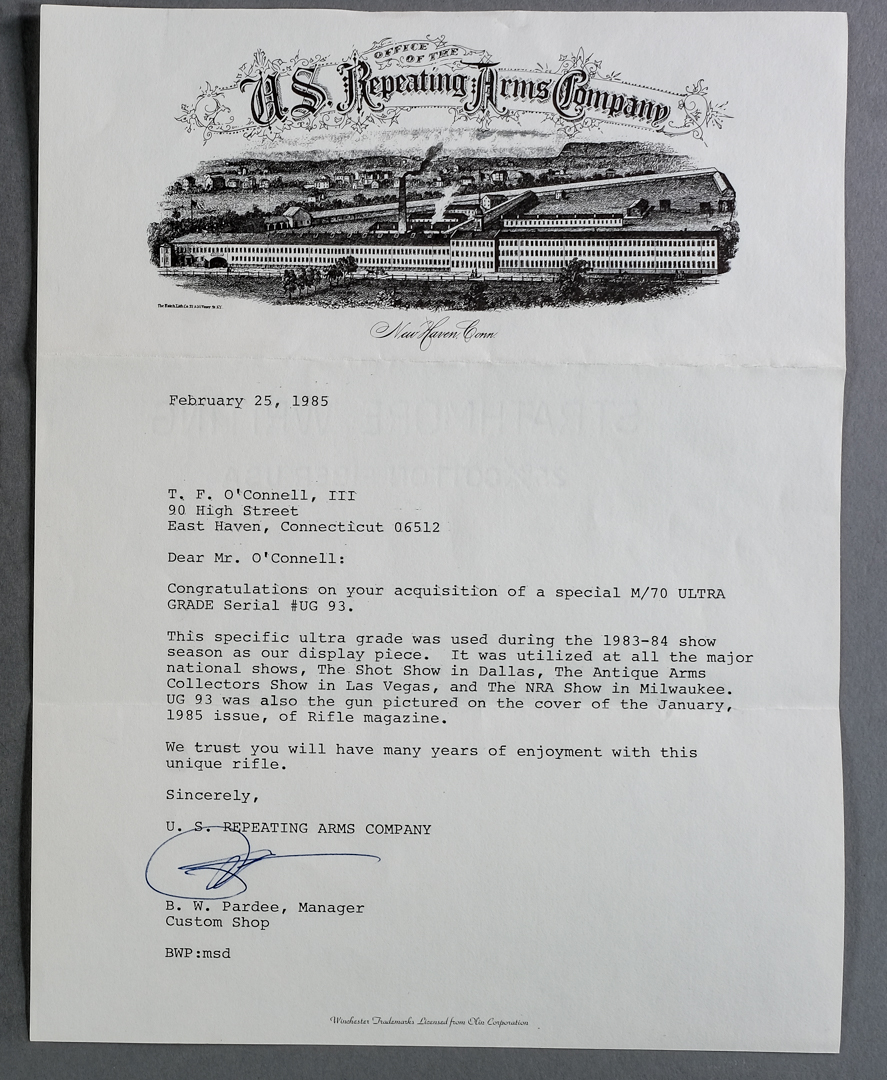 OFFICE
OF THE
U.S. Repeating Arms Company
New Haven, Conn.
February 25, 1985
STRATHMORE WRITING
25% COTTON FIBER USA
T. F. O'Connell, III
90 High Street
East Haven, Connecticut 06512
Dear Mr. O'Connell:
Congratulations on your acquisition of a special M/70 ULTRA
GRADE Serial #UG 93.
This specific ultra grade was used during the 1983-84 show
season as our display piece.  It was utilized at all the major
national shows, The Shot Show in Dallas, The Antique Arms
Collectors Show in Las Vegas, and The NRA Show in Milwaukee.
UG 93 was also the gun pictured on the cover of the January,
1985 issue, of Rifle magazine.
We trust you will have many years of enjoyment with this
unique rifle.
Sincerely,
U. S. REPEATING ARMS COMPANY
B. W. Pardee, Manager
Custom Shop
BWP:msd
Winchester Trademarks Licensed from Olin Corporation